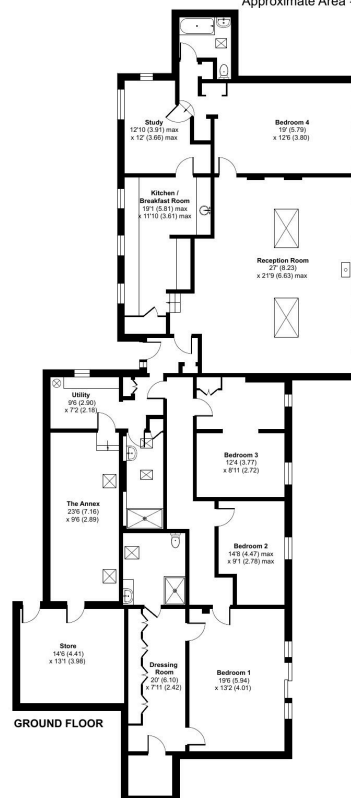 Approximate Area
Study
12'10 (3.91) max
x 12' (3.66) max
Bedroom 4
19' (5.79)
x 12'6 (3.80)
Kitchen /
Breakfast Room
19'1 (5.81) max
x 11'10 (3.61) max
Reception Room
27' (8.23)
x 21'9 (6.63) max
Utility
9'6 (2.90)
x 7'2 (2.18)
Bedroom 3
12'4 (3.77)
x 8'11 (2.72)
The Annex
23'6 (7.16)
x 9'6 (2.89)
Bedroom 2
14'8 (4.47) max
x 9'1 (2.78) max
Store
14'6 (4.41)
x 13'1 (3.98)
Dressing
Room
20' (6.10)
x 7'11 (2.42)
Bedroom 1
19'6 (5.94)
x 13'2 (4.01)
GROUND FLOOR